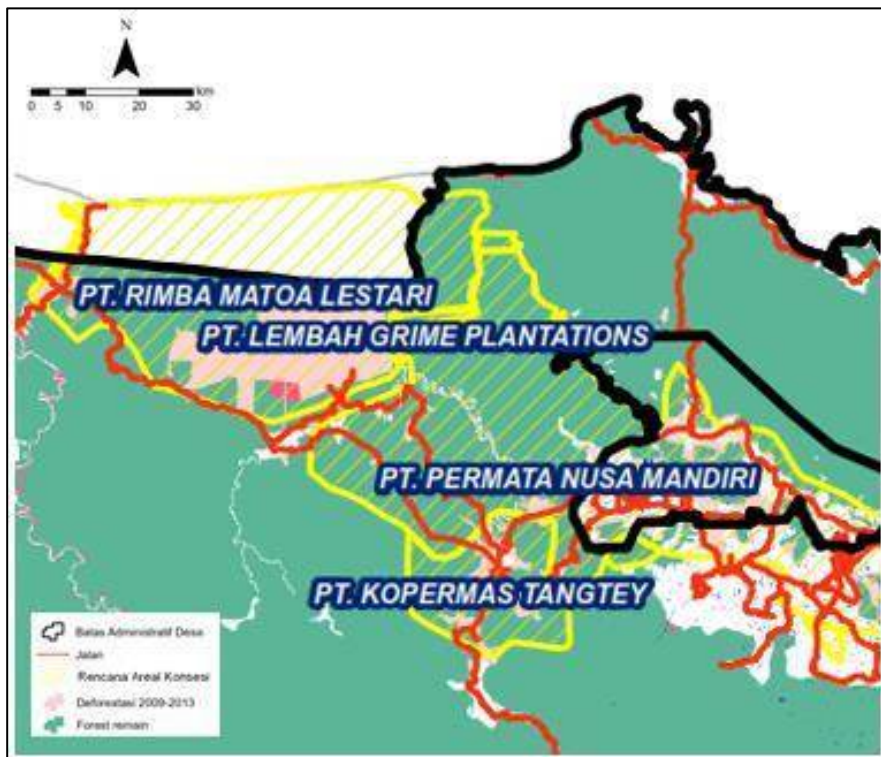 N
km
0 5 10 20 30
PT. RIMBA MATOA LESTARI
PT. LEMBAH GRIME PLANTATIONS
PT. PERMATA NUSA MANDIRI
PT. KOPERMAS TANGTEY
Batas Administratif Desa
Jalan
Rencana Areal Konsesi
Deforestasi 2009-2013
Forest remain